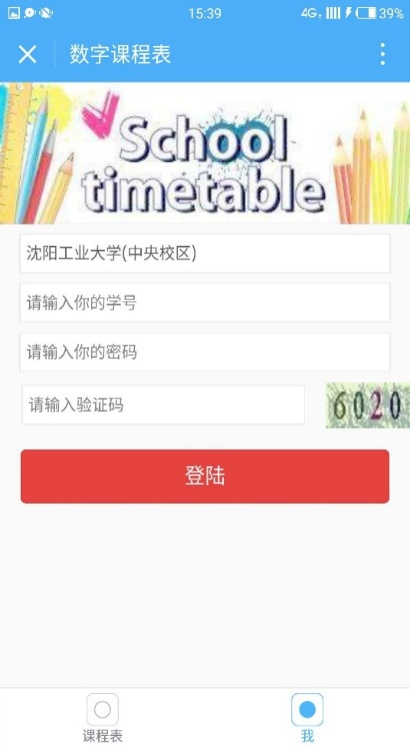 15:39
4G 39%
数字课程表
School
timetable
沈阳工业大学(中央校区)
请输入你的学号
请输入你的密码
请输入验证码
6020
登陆
课程表
我